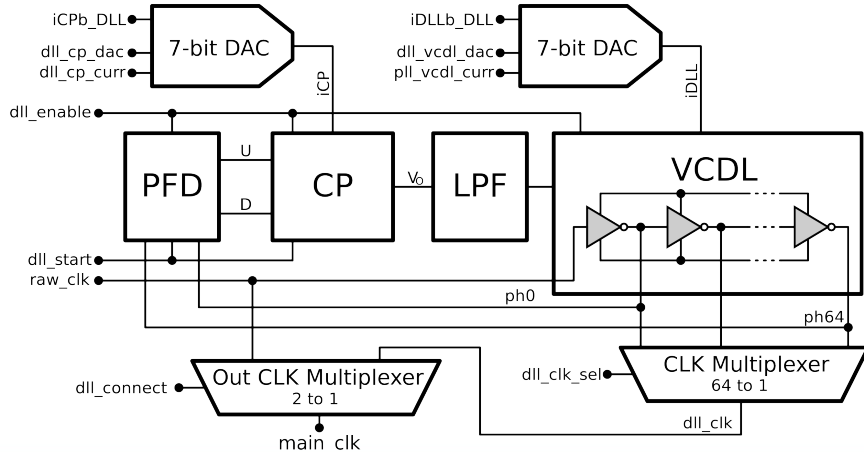 iCPb_DLL
dll_cp_dac
dll_cp_curr
7-bit DAC
iCP
iDLLb_DLL
dll_vcdl_dac
pll_vcdl_curr
7-bit DAC
iDLL
dll_enable
PFD
U
D
CP
VO
LPF
VCDL
dll_start
raw_clk
ph0
ph64
dll_connect
Out CLK Multiplexer
2 to 1
main_clk
dll_clk_sel
CLK Multiplexer
64 to 1
dll_clk